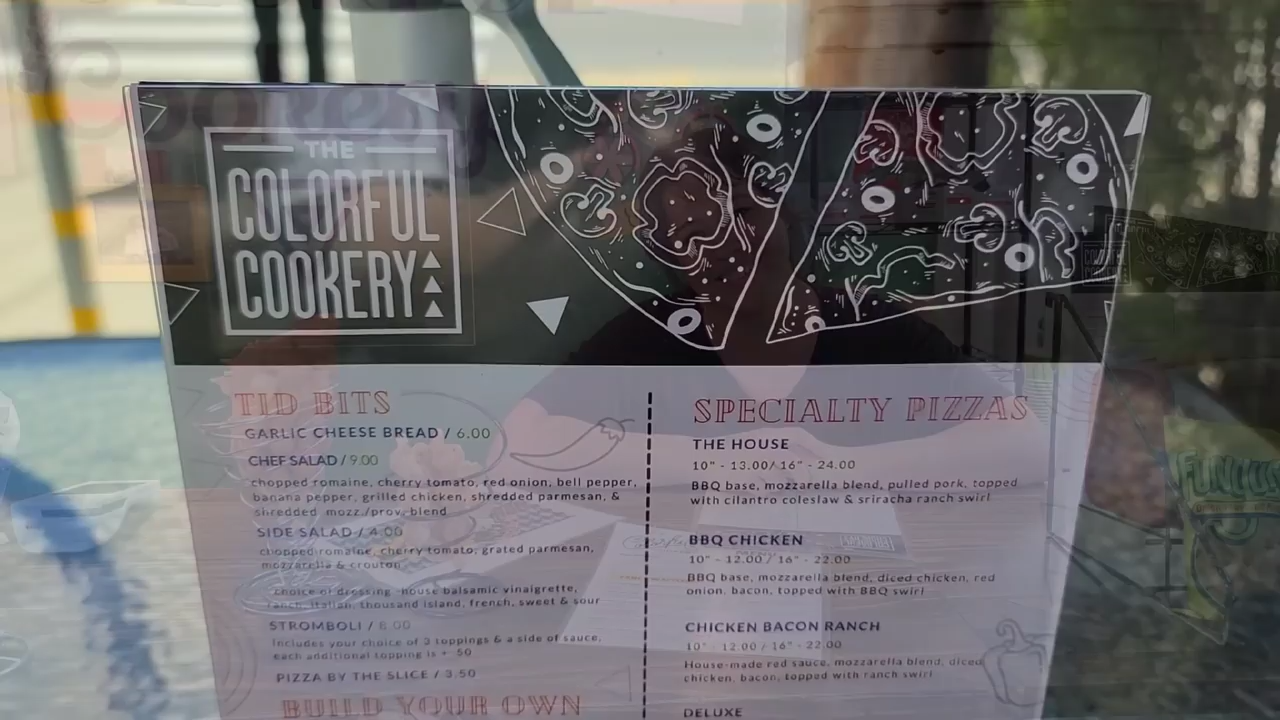 THE
COLORFUL
COOKERY
TID BITS
GARLIC CHEESE BREAD / 6.00
CHEF SALAD / 9.00
chopped romaine, cherry tomato, red onion, bell pepper,
banana pepper, grilled chicken, shredded parmesan, &
shredded mozz./prov. blend
SIDE SALAD / 4.00
chopped romaine, cherry tomato, grated parmesan,
mozzarella & crouton
choice of dressing -house balsamic vinaigrette,
ranch, italian, thousand island, french, sweet & sour
STROMBOLI / 8.00
Includes your choice of 3 toppings & a side of sauce,
each additional topping is + .50
PIZZA BY THE SLICE / 3.50
BUILD YOUR OWN
SPECIALTY PIZZAS
THE HOUSE
10" - 13.00/ 16" - 24.00
BBQ base, mozzarella blend, pulled pork, topped
with cilantro coleslaw & sriracha ranch swirl
BBQ CHICKEN
10" - 12.00 / 16" - 22.00
BBQ base, mozzarella blend, diced chicken, red
onion, bacon, topped with BBQ swirl
CHICKEN BACON RANCH
10" - 12.00 / 16" - 22.00
House-made red sauce, mozzarella blend, diced
chicken, bacon, topped with ranch swirl
DELUXE